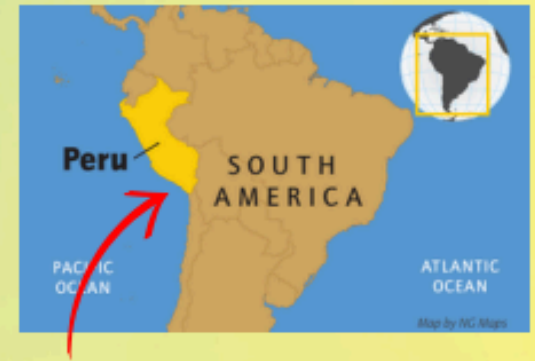 Peru
SOUTH
AMERICA
PACIFIC
OCEAN
ATLANTIC
OCEAN
Map by NG Maps